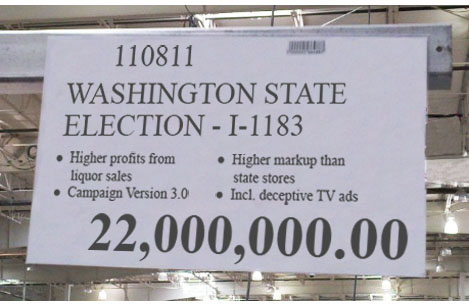 110811
WASHINGTON STATE
ELECTION - I-1183
• Higher profits from
liquor sales
• Campaign Version 3.0
• Higher markup than
state stores
• Incl. deceptive TV ads
22,000,000.00